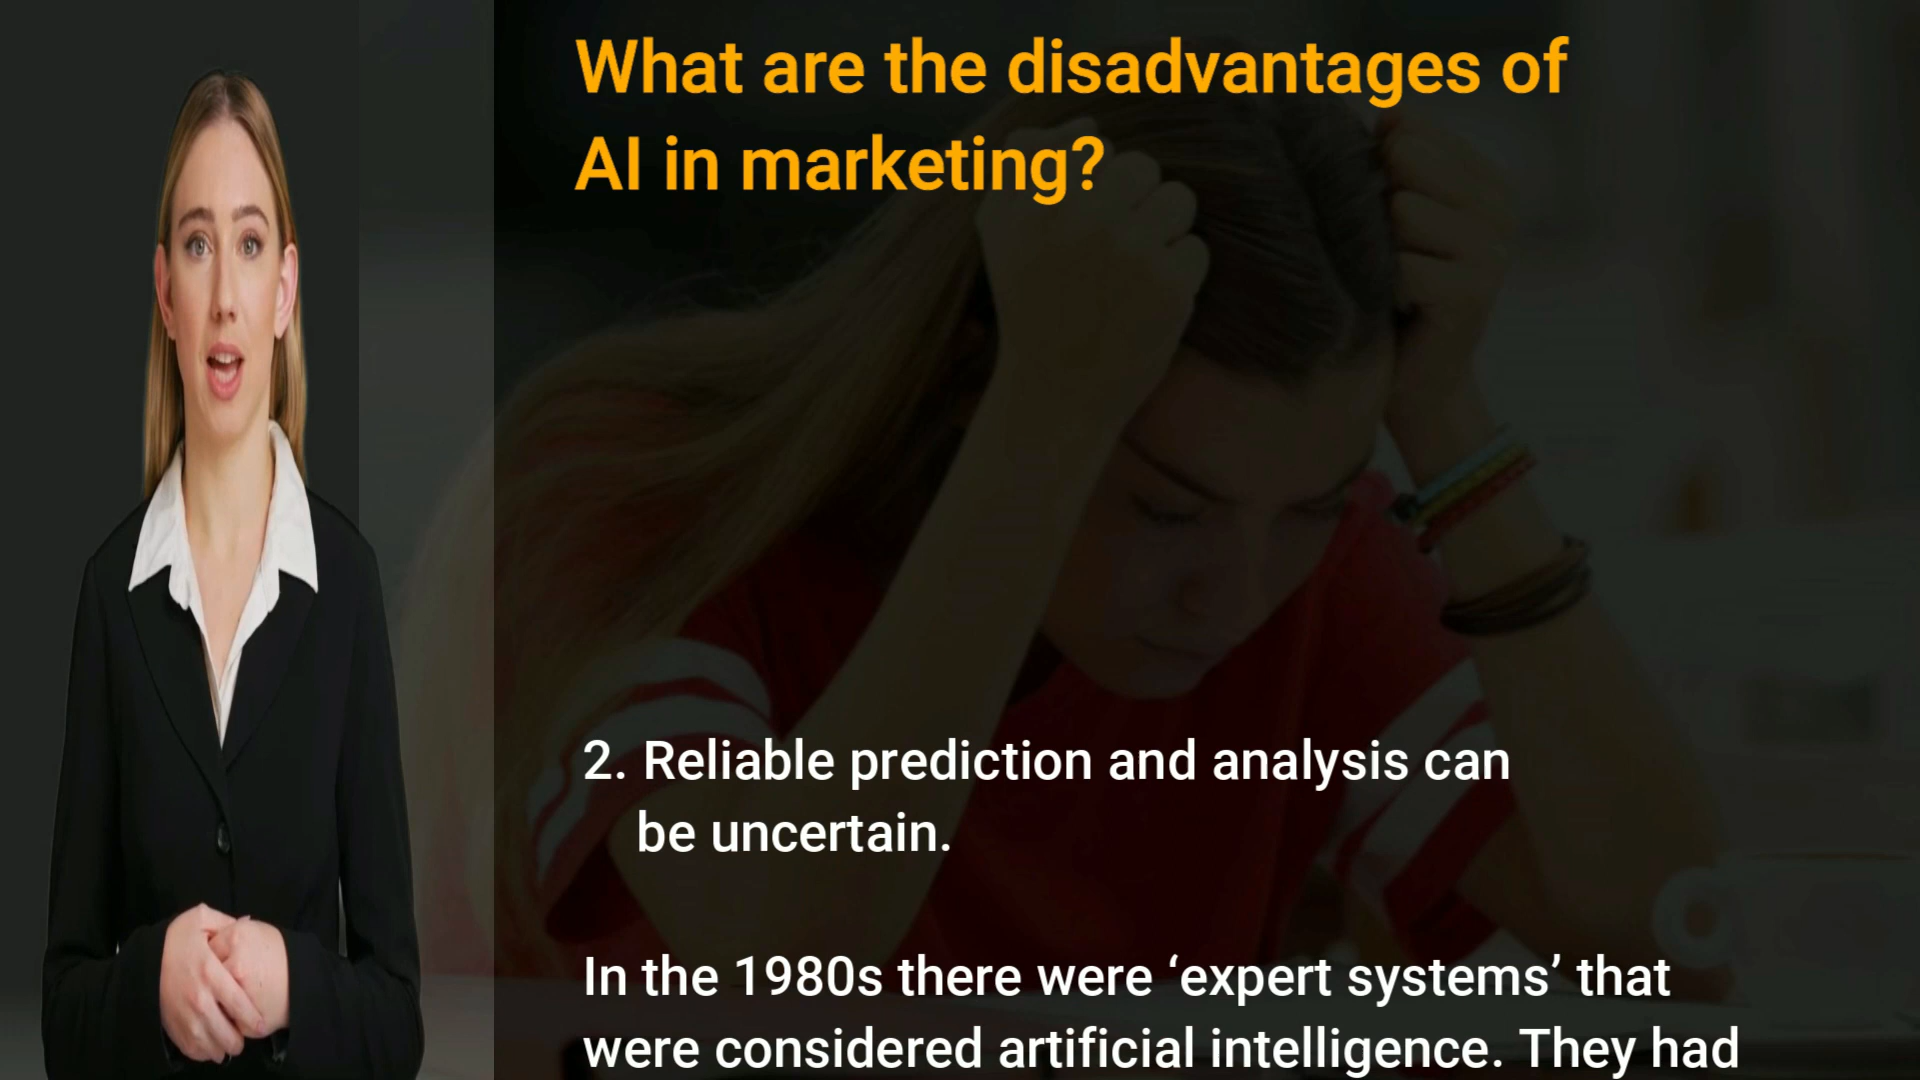 What are the disadvantages of
AI in marketing?
2. Reliable prediction and analysis can
be uncertain.
In the 1980s there were ‘expert systems’ that
were considered artificial intelligence. They had